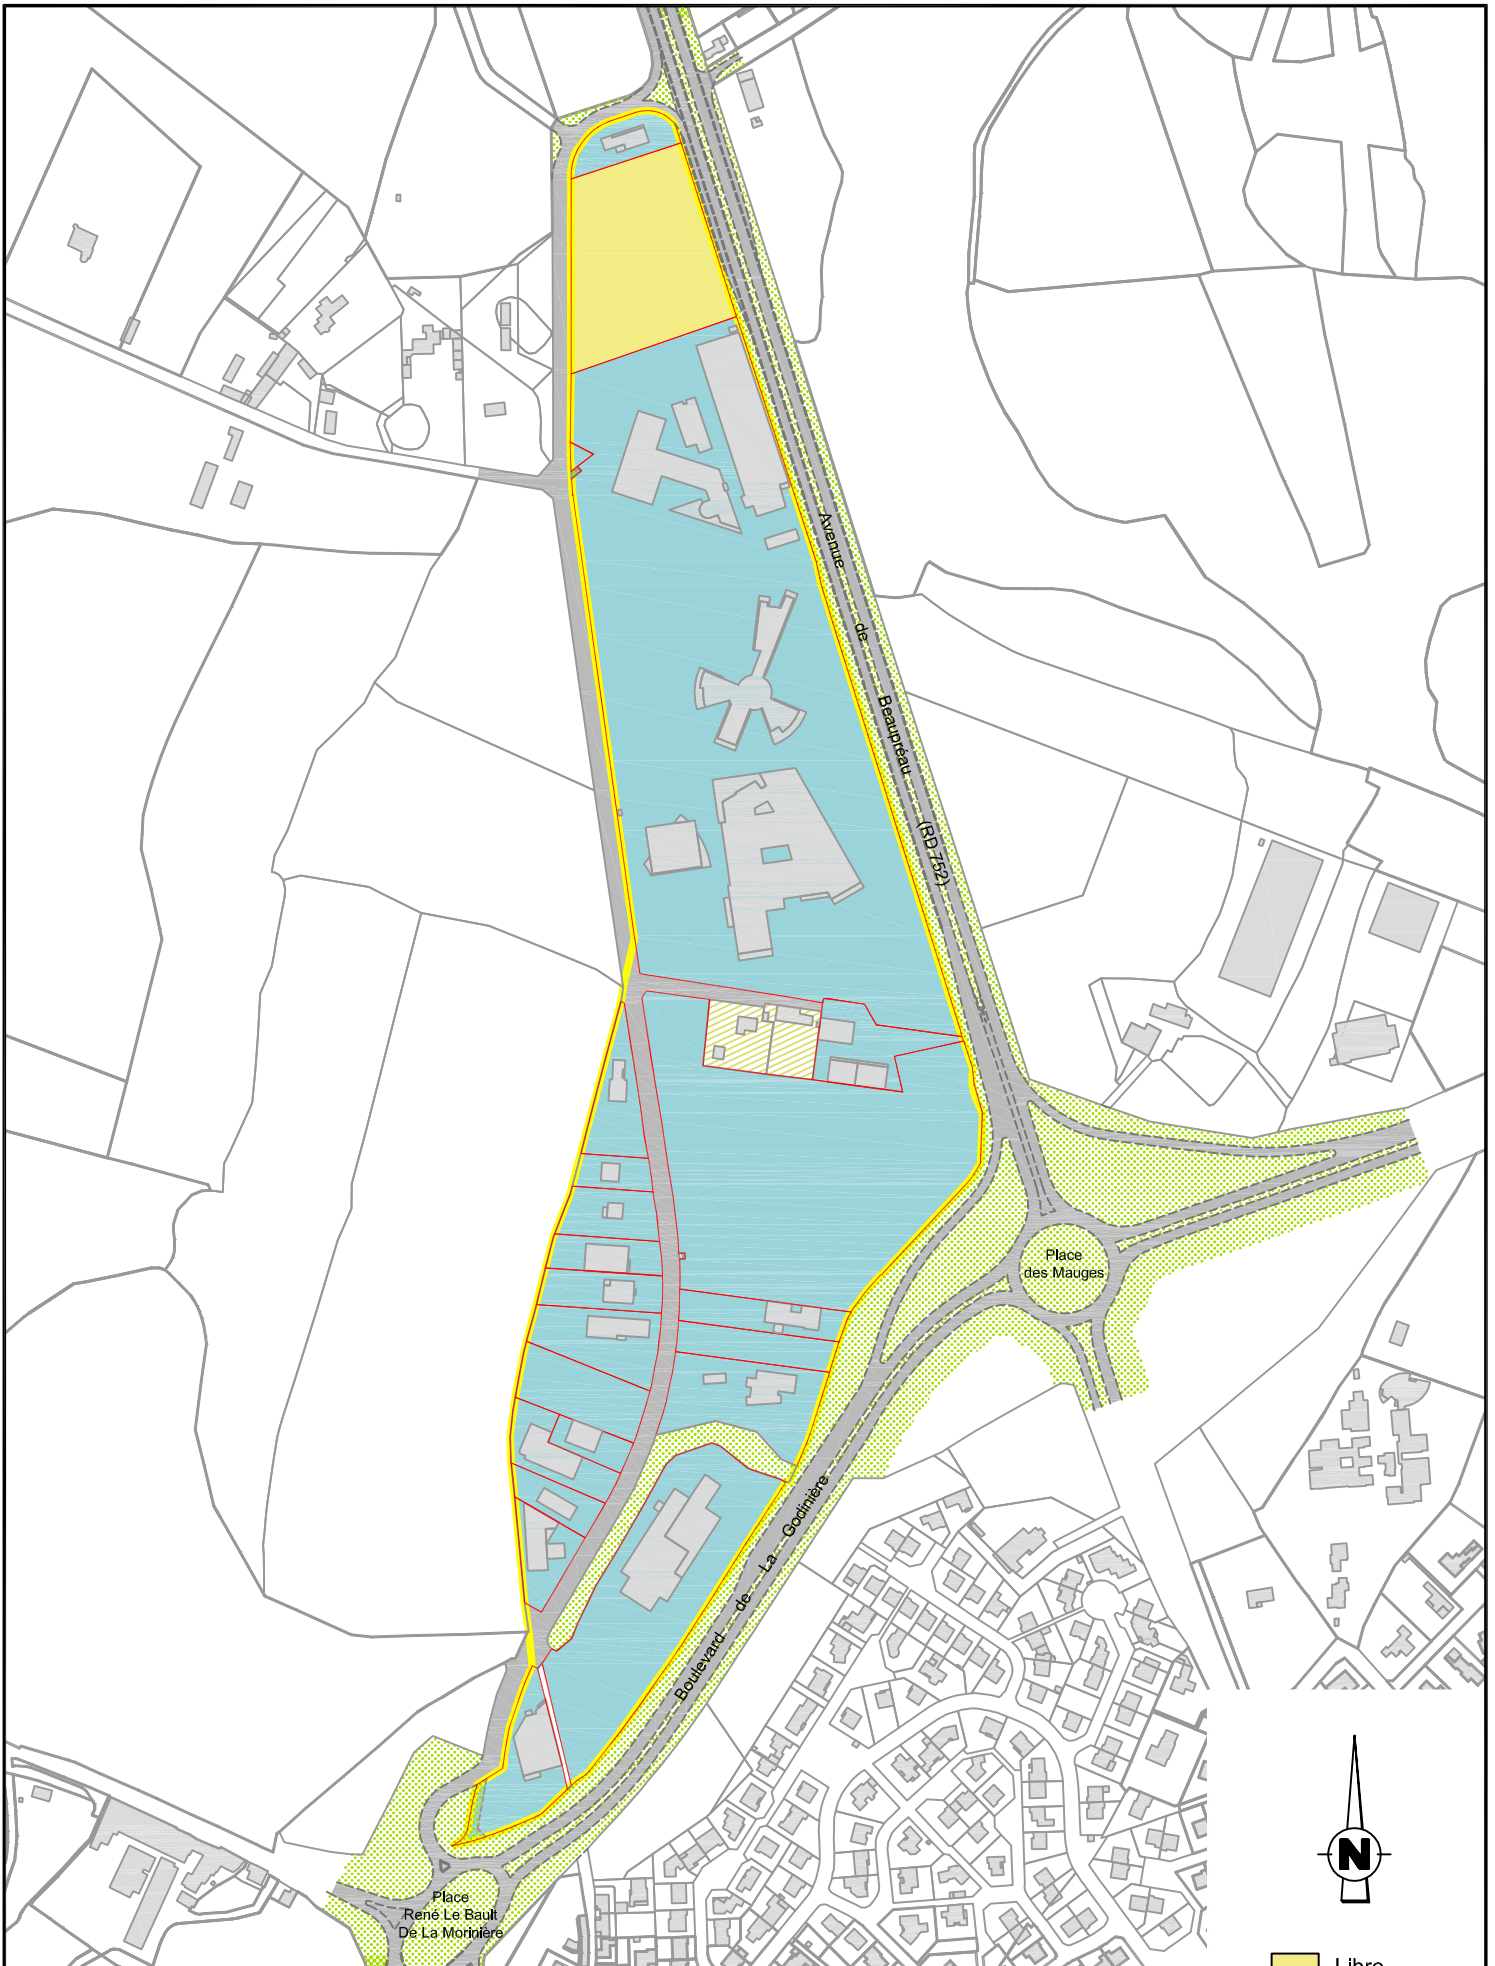 Avenue de Beaupréau (RD 752)
Place
des Mauges
Boulevard de La Godinière
Place
René Le Bault
De La Morinière
N
Libre